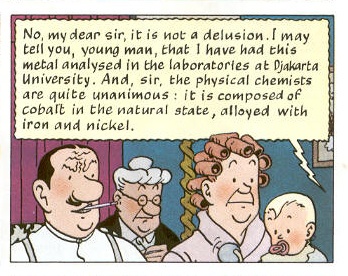 No, my dear sir, it is not a delusion. I may
tell you, young man, that I have had this
metal analysed in the laboratories at Djakarta
University. And, sir, the physical chemists
are quite unanimous : it is composed of
cobalt in the natural state, alloyed with
iron and nickel.